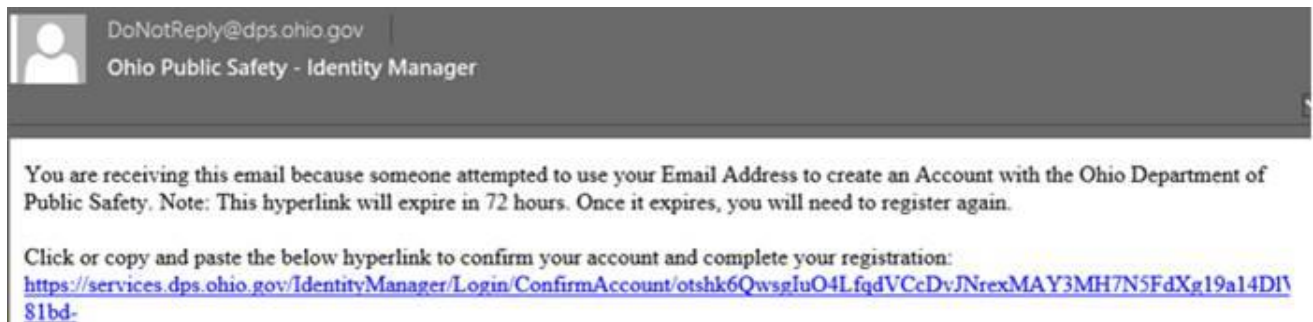 DoNotReply@dps.ohio.gov
Ohio Public Safety - Identity Manager
You are receiving this email because someone attempted to use your Email Address to create an Account with the Ohio Department of
Public Safety. Note: This hyperlink will expire in 72 hours. Once it expires, you will need to register again.
Click or copy and paste the below hyperlink to confirm your account and complete your registration:
https://services.dps.ohio.gov/IdentityManager/Login/ConfirmAccount/otshk6QwsgIuO4LfqdVCcDvJNrexMAY3MH7N5FdXg19a14DlV
81bd-